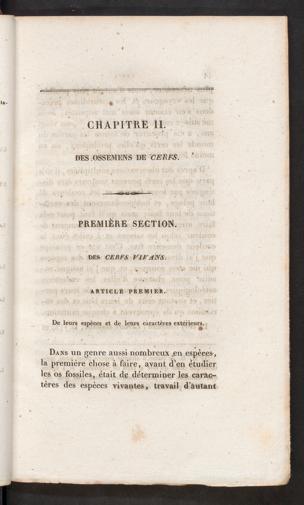 CHAPITRE II.
DES OSSEMENS DE CERFS.
PREMIÈRE SECTION.
DES CERFS VIVANS.
ARTICLE PREMIER.
De leurs espèces et de leurs caractères extérieurs.
DANS un genre aussi nombreux en espèces,
la première chose à faire, avant d'en étudier
les os fossiles, était de déterminer les carac-
tères des espèces vivantes, travail d'autant